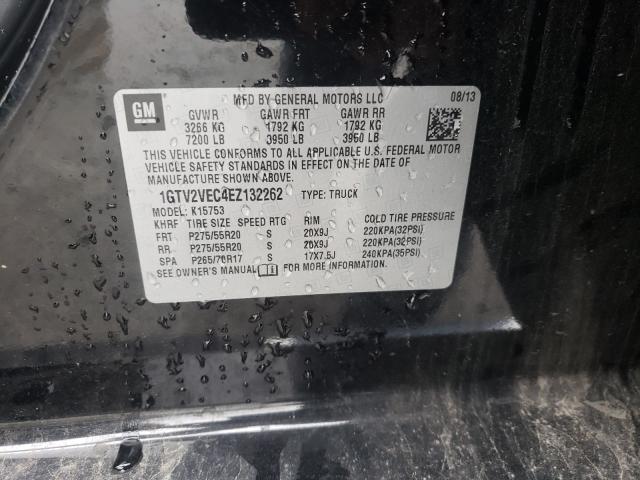 GM
MFD BY GENERAL MOTORS LLC 08/13
GVWR GAWR FRT GAWR RR
3266 KG 1792 KG 1792 KG
7200 LB 3950 LB 3950 LB
THIS VEHICLE CONFORMS TO ALL APPLICABLE U.S. FEDERAL MOTOR
VEHICLE SAFETY STANDARDS IN EFFECT ON THE DATE OF
MANUFACTURE SHOWN ABOVE.
1GTV2VEC4EZ132262 TYPE: TRUCK
MODEL: K15753
KHRF TIRE SIZE SPEED RTG RIM COLD TIRE PRESSURE
FRT P275/55R20 S 20X9J 220KPA(32PSI)
RR P275/55R20 S 20X9J 220KPA(32PSI)
SPA P265/70R17 S 17X7.5J 240KPA(35PSI)
SEE OWNER'S MANUAL FOR MORE INFORMATION.